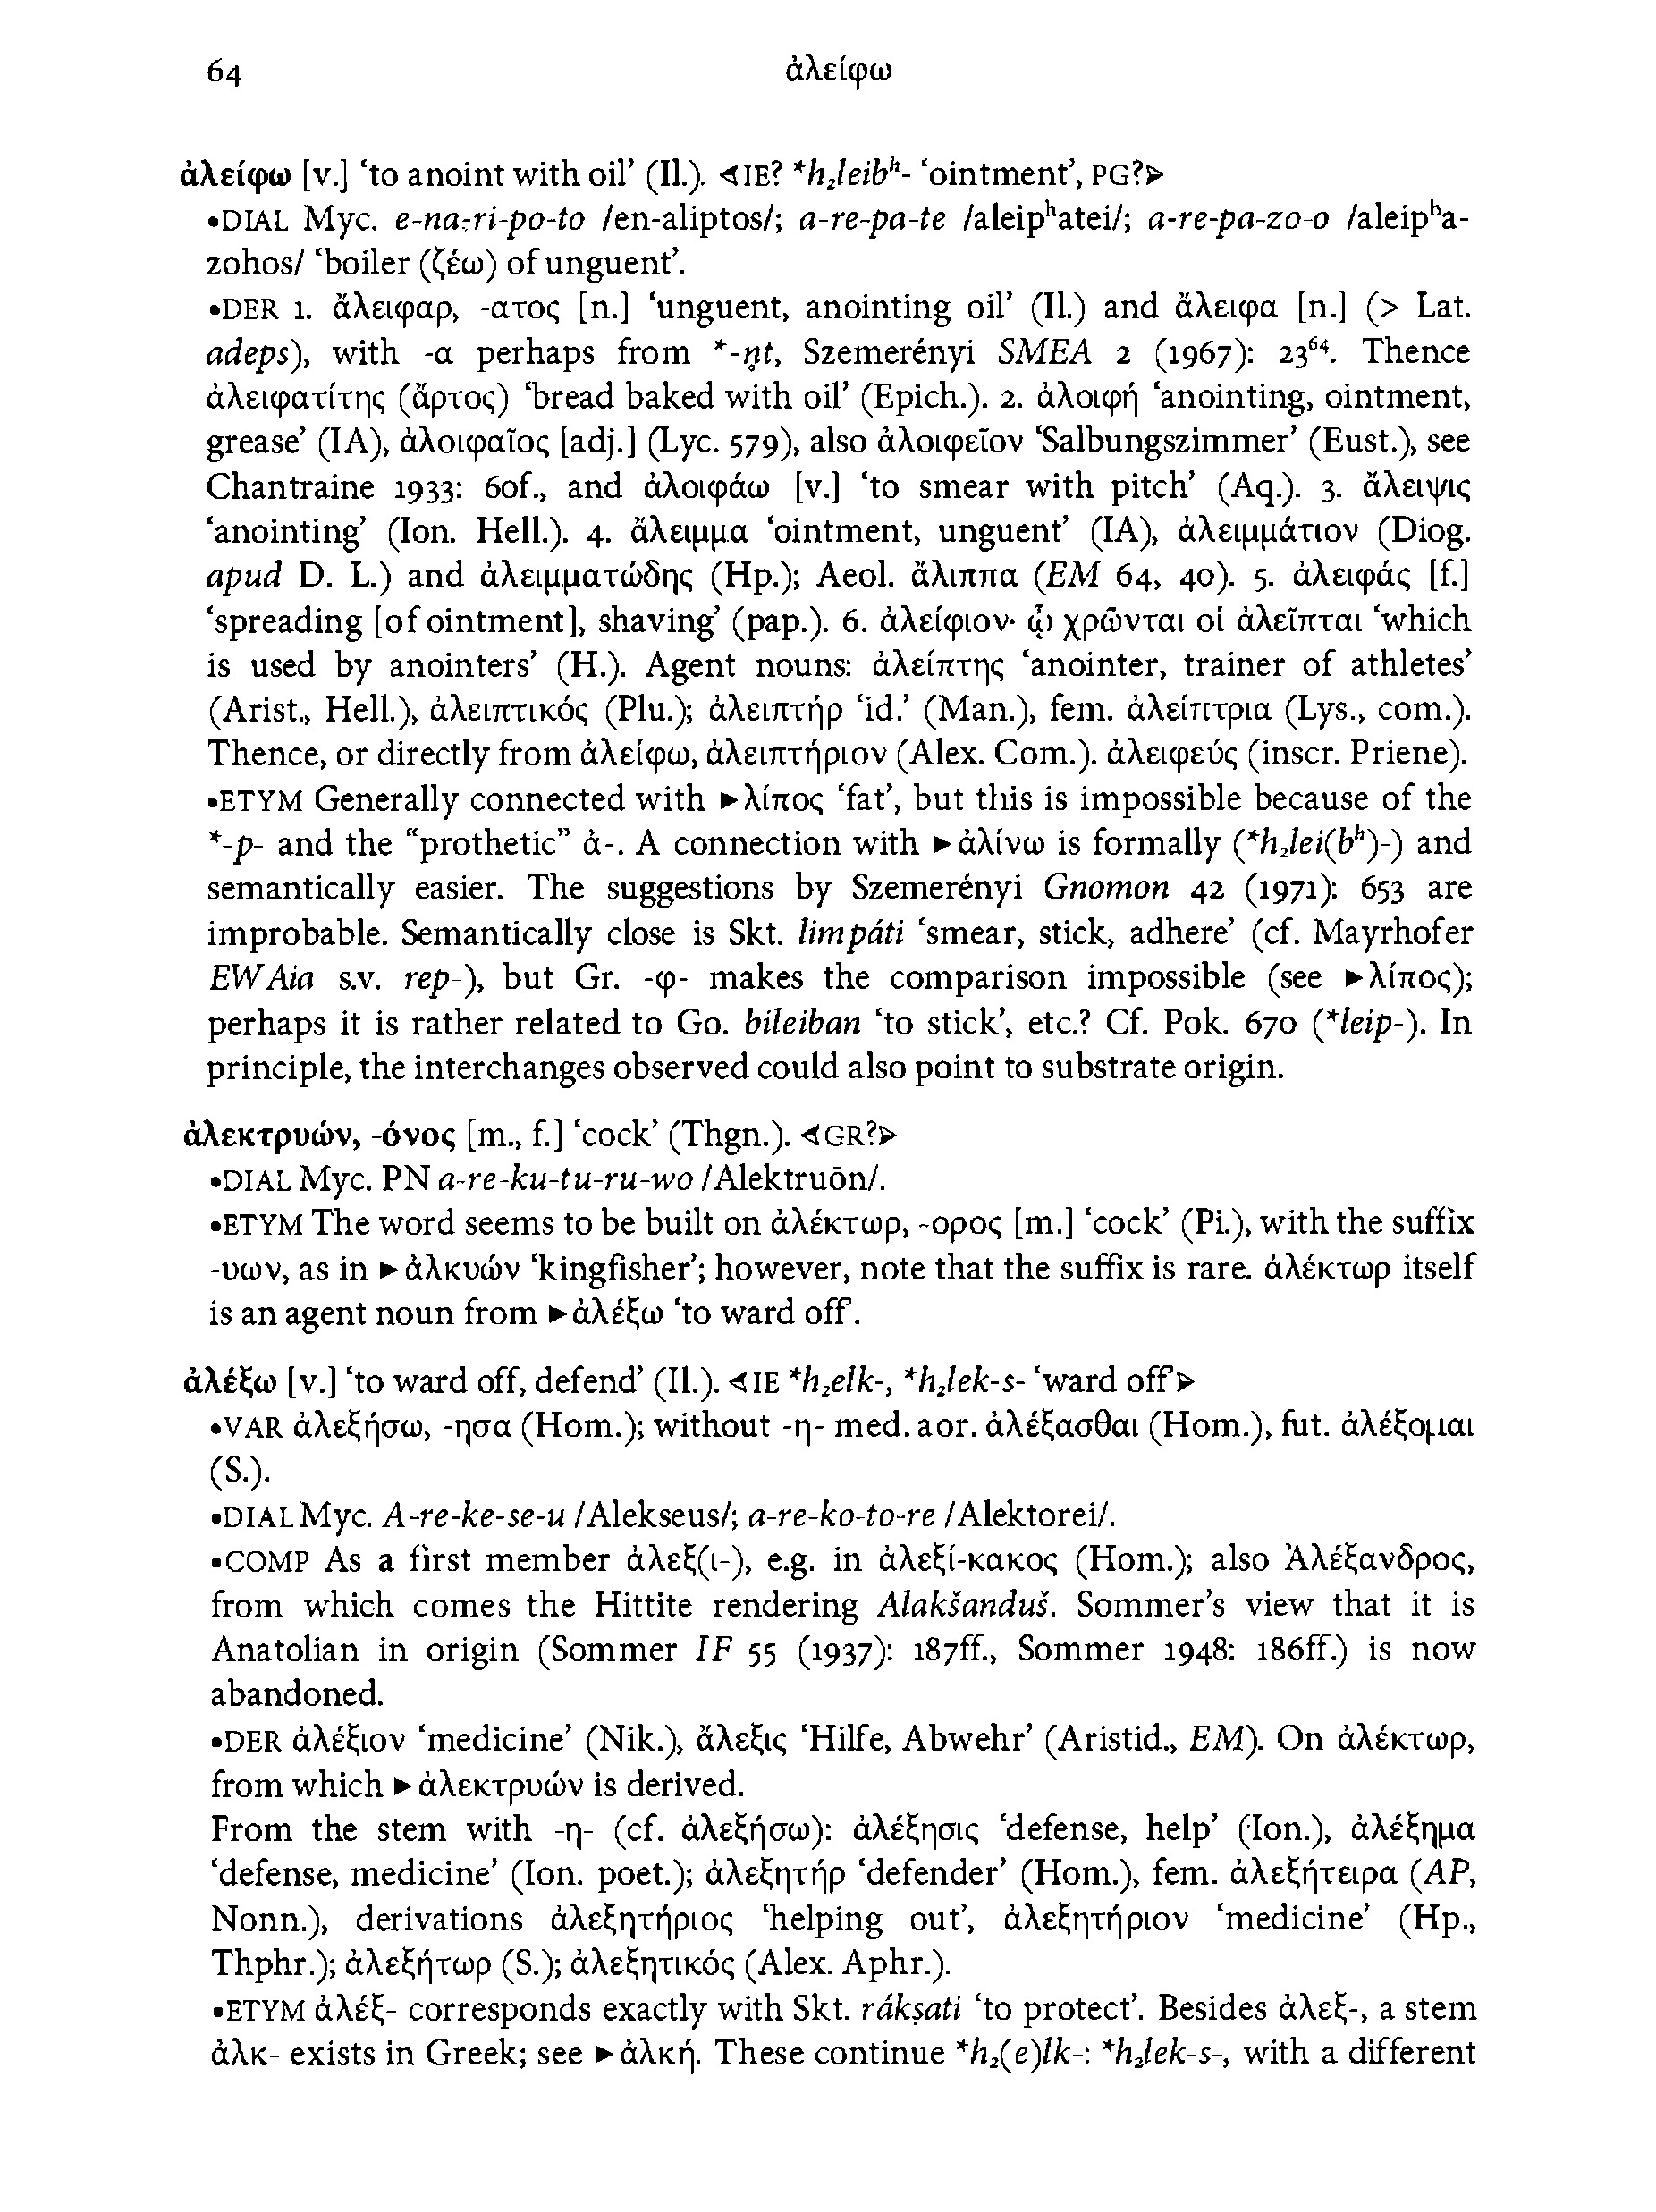 64 ἀλείφω
ἀλείφω [v.] ‘to anoint with oil’ (Il.). ⊲IE? *h₂leibʰ- ‘ointment’, PG?⊳
•DIAL Myc. e-na-ri-po-to /en-aliptos/; a-re-pa-te /aleipʰatei/; a-re-pa-zo-o /aleipʰa-
zohos/ ‘boiler (ζέω) of unguent’.
•DER 1. ἄλειφαρ, -ατος [n.] ‘unguent, anointing oil’ (Il.) and ἄλειφα [n.] (> Lat.
adeps), with -α perhaps from *-n̥t, Szemerényi SMEA 2 (1967): 23⁶⁴. Thence
ἀλειφατίτης (ἄρτος) ‘bread baked with oil’ (Epich.). 2. ἀλοιφή ‘anointing, ointment,
grease’ (IA), ἀλοιφαῖος [adj.] (Lyc. 579), also ἀλοιφεῖον ‘Salbungszimmer’ (Eust.), see
Chantraine 1933: 60f., and ἀλοιφάω [v.] ‘to smear with pitch’ (Aq.). 3. ἄλειψις
‘anointing’ (Ion. Hell.). 4. ἄλειμμα ‘ointment, unguent’ (IA), ἀλειμμάτιον (Diog.
apud D. L.) and ἀλειμματώδης (Hp.); Aeol. ἄλιππα (EM 64, 40). 5. ἀλειφάς [f.]
‘spreading [of ointment], shaving’ (pap.). 6. ἀλείφιον· ᾧ χρῶνται οἱ ἀλεῖπται ‘which
is used by anointers’ (H.). Agent nouns: ἀλείπτης ‘anointer, trainer of athletes’
(Arist., Hell.), ἀλειπτικός (Plu.); ἀλειπτήρ ‘id.’ (Man.), fem. ἀλείπτρια (Lys., com.).
Thence, or directly from ἀλείφω, ἀλειπτήριον (Alex. Com.). ἀλειφεύς (inscr. Priene).
•ETYM Generally connected with ►λίπος ‘fat’, but this is impossible because of the
*-p- and the “prothetic” ἀ-. A connection with ►ἀλίνω is formally (*h₂lei(bʰ)-) and
semantically easier. The suggestions by Szemerényi Gnomon 42 (1971): 653 are
improbable. Semantically close is Skt. limpáti ‘smear, stick, adhere’ (cf. Mayrhofer
EWAia s.v. rep-), but Gr. -φ- makes the comparison impossible (see ►λίπος);
perhaps it is rather related to Go. bileiban ‘to stick’, etc.? Cf. Pok. 670 (*leip-). In
principle, the interchanges observed could also point to substrate origin.
ἀλεκτρυών, -όνος [m., f.] ‘cock’ (Thgn.). ⊲GR?⊳
•DIAL Myc. PN a-re-ku-tu-ru-wo /Alektruōn/.
•ETYM The word seems to be built on ἀλέκτωρ, -ορος [m.] ‘cock’ (Pi.), with the suffix
-υων, as in ►ἀλκυών ‘kingfisher’; however, note that the suffix is rare. ἀλέκτωρ itself
is an agent noun from ►ἀλέξω ‘to ward off’.
ἀλέξω [v.] ‘to ward off, defend’ (Il.). ⊲IE *h₂elk-, *h₂lek-s- ‘ward off’⊳
•VAR ἀλεξήσω, -ησα (Hom.); without -η- med. aor. ἀλέξασθαι (Hom.), fut. ἀλέξομαι
(S.).
•DIAL Myc. A-re-ke-se-u /Alekseus/; a-re-ko-to-re /Alektorei/.
•COMP As a first member ἀλεξ(ι-), e.g. in ἀλεξί-κακος (Hom.); also Ἀλέξανδρος,
from which comes the Hittite rendering Alakšanduš. Sommer’s view that it is
Anatolian in origin (Sommer IF 55 (1937): 187ff., Sommer 1948: 186ff.) is now
abandoned.
•DER ἀλέξιον ‘medicine’ (Nik.), ἄλεξις ‘Hilfe, Abwehr’ (Aristid., EM). On ἀλέκτωρ,
from which ►ἀλεκτρυών is derived.
From the stem with -η- (cf. ἀλεξήσω): ἀλέξησις ‘defense, help’ (Ion.), ἀλέξημα
‘defense, medicine’ (Ion. poet.); ἀλεξητήρ ‘defender’ (Hom.), fem. ἀλεξήτειρα (AP,
Nonn.), derivations ἀλεξητήριος ‘helping out’, ἀλεξητήριον ‘medicine’ (Hp.,
Thphr.); ἀλεξήτωρ (S.); ἀλεξητικός (Alex. Aphr.).
•ETYM ἀλέξ- corresponds exactly with Skt. rákṣati ‘to protect’. Besides ἀλεξ-, a stem
ἀλκ- exists in Greek; see ►ἀλκή. These continue *h₂(e)lk-: *h₂lek-s-, with a different